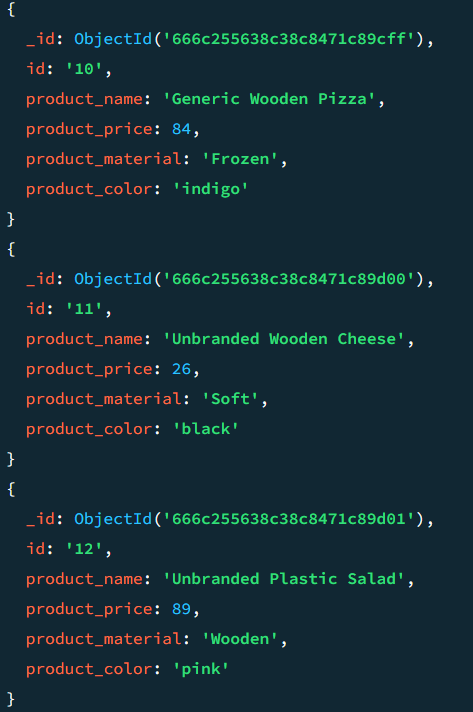 {
_id: ObjectId('666c255638c38c8471c89cff'),
id: '10',
product_name: 'Generic Wooden Pizza',
product_price: 84,
product_material: 'Frozen',
product_color: 'indigo'
}
{
_id: ObjectId('666c255638c38c8471c89d00'),
id: '11',
product_name: 'Unbranded Wooden Cheese',
product_price: 26,
product_material: 'Soft',
product_color: 'black'
}
{
_id: ObjectId('666c255638c38c8471c89d01'),
id: '12',
product_name: 'Unbranded Plastic Salad',
product_price: 89,
product_material: 'Wooden',
product_color: 'pink'
}